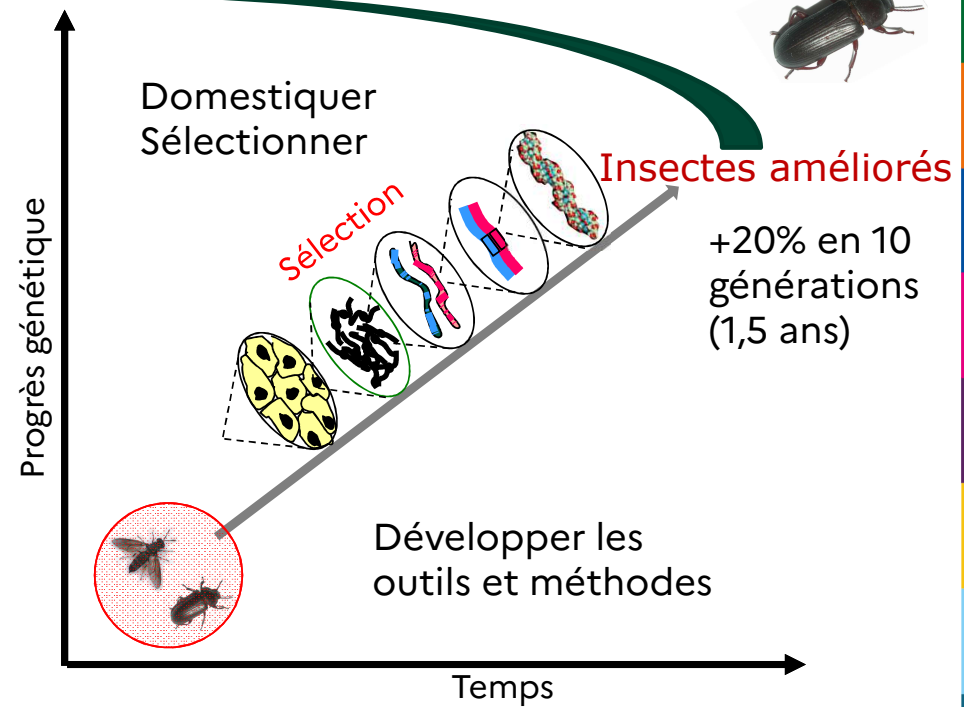 Domestiquer
Sélectionner
Insectes améliorés
Sélection
+20% en 10
générations
(1,5 ans)
Progrès génétique
Développer les
outils et méthodes
Temps